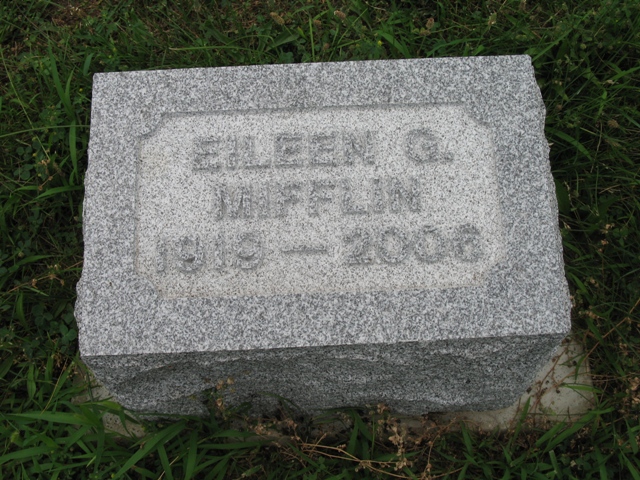 EILEEN G.
MIFFLIN
1919 — 2006